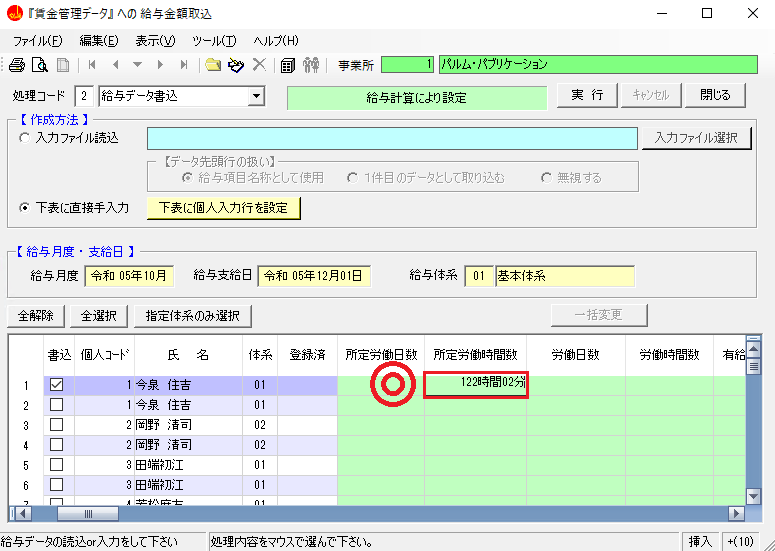 『賃金管理データ』への 給与金額取込
ファイル(F) 編集(E) 表示(V) ツール(T) ヘルプ(H)
事業所 1 パルム・パブリケーション
処理コード 2 給与データ書込 給与計算により設定 実 行 キャンセル 閉じる
【 作成方法 】
入力ファイル読込 入力ファイル選択
【データ先頭行の扱い】
給与項目名称として使用 1件目のデータとして取り込む 無視する
下表に直接手入力 下表に個人入力行を設定
【 給与月度・支給日 】
給与月度 令和 05年10月 給与支給日 令和 05年12月01日 給与体系 01 基本体系
全解除 全選択 指定体系のみ選択 一括変更
書込 個人コード 氏 名 体系 登録済 所定労働日数 所定労働時間数 労働日数 労働時間数 有給
1 1 今泉 住吉 01 122時間02分
2 1 今泉 住吉 01
3 2 岡野 清司 02
4 2 岡野 清司 02
5 3 田端初江 01
6 3 田端初江 01
給与データの読込or入力をして下さい 処理内容をマウスで選んで下さい。 挿入 +(10)